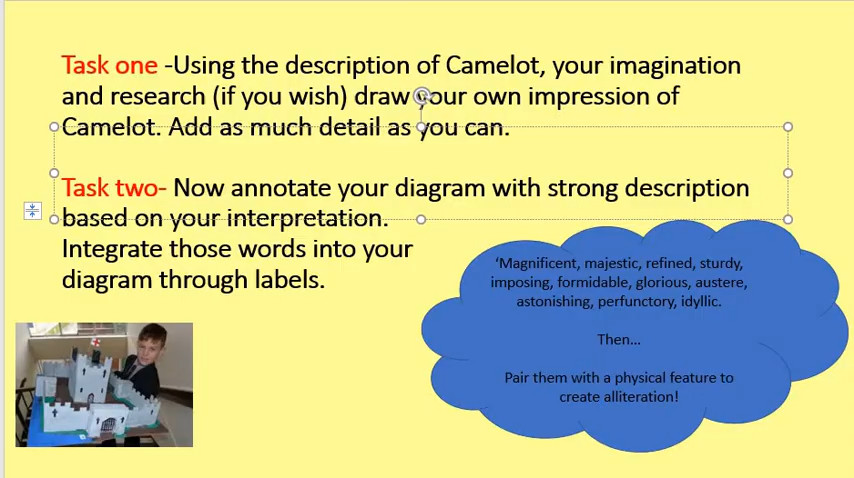 Task one -Using the description of Camelot, your imagination
and research (if you wish) draw your own impression of
Camelot. Add as much detail as you can.
Task two- Now annotate your diagram with strong description
based on your interpretation.
Integrate those words into your
diagram through labels.
‘Magnificent, majestic, refined, sturdy,
imposing, formidable, glorious, austere,
astonishing, perfunctory, idyllic.
Then…
Pair them with a physical feature to
create alliteration!